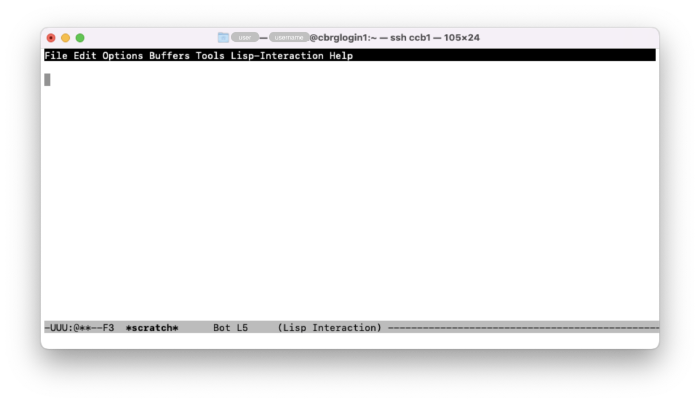 user — username @cbrglogin1:~ — ssh ccb1 — 105×24
File Edit Options Buffers Tools Lisp-Interaction Help
-UUU:@**--F3  *scratch*      Bot L5     (Lisp Interaction) -----------------------------------------------